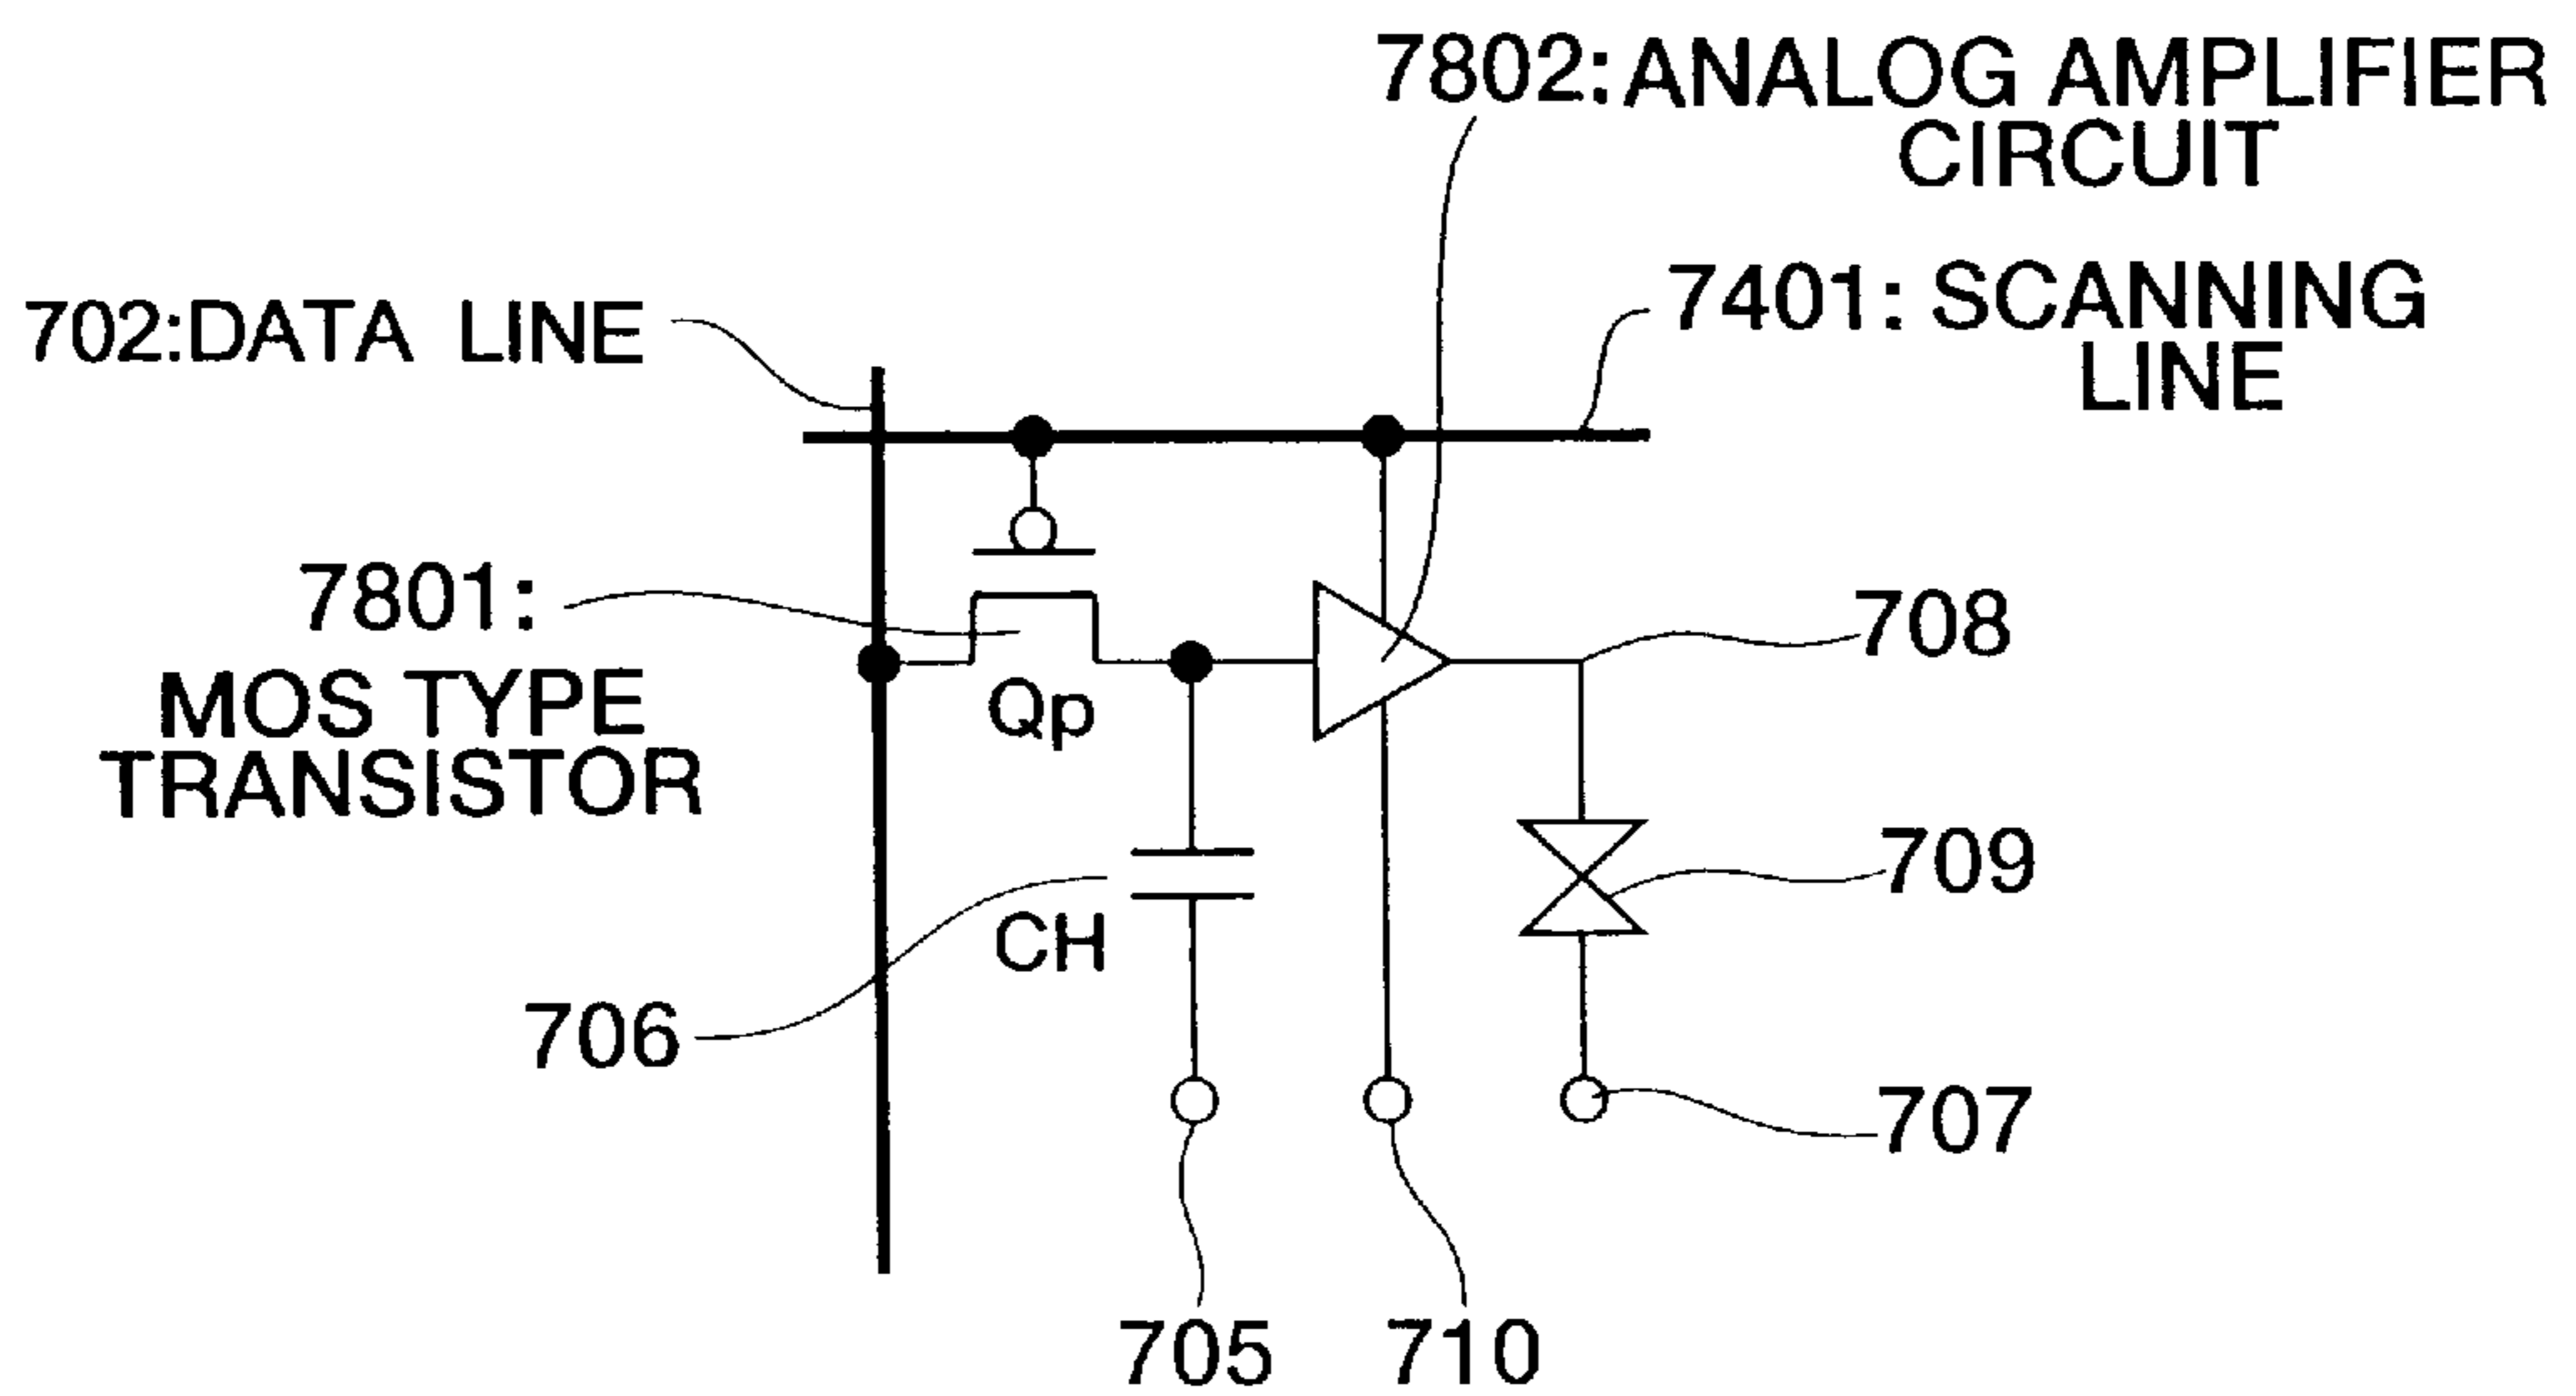 7802: ANALOG AMPLIFIER
CIRCUIT
7401: SCANNING
LINE
702:DATA LINE
7801:
MOS TYPE
TRANSISTOR
Qp
708
709
CH
706
707
705
710